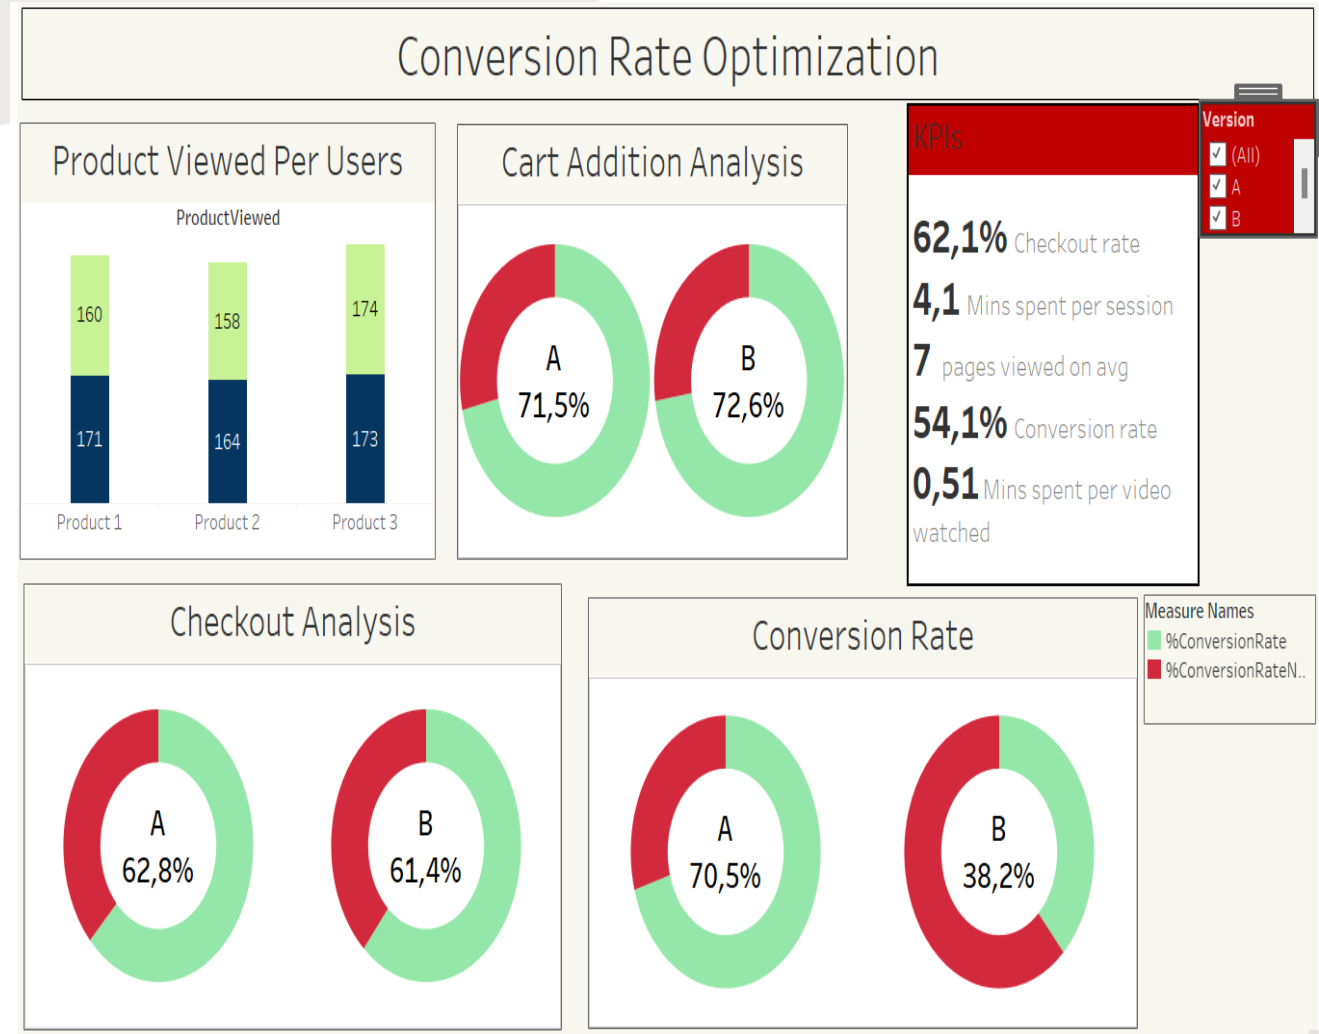 Conversion Rate Optimization
Product Viewed Per Users
ProductViewed
160
158
174
171
164
173
Product 1
Product 2
Product 3
Cart Addition Analysis
A
71,5%
B
72,6%
KPIs
62,1% Checkout rate
4,1 Mins spent per session
7 pages viewed on avg
54,1% Conversion rate
0,51 Mins spent per video
watched
Version
(All)
A
B
Checkout Analysis
A
62,8%
B
61,4%
Conversion Rate
A
70,5%
B
38,2%
Measure Names
%ConversionRate
%ConversionRateN..